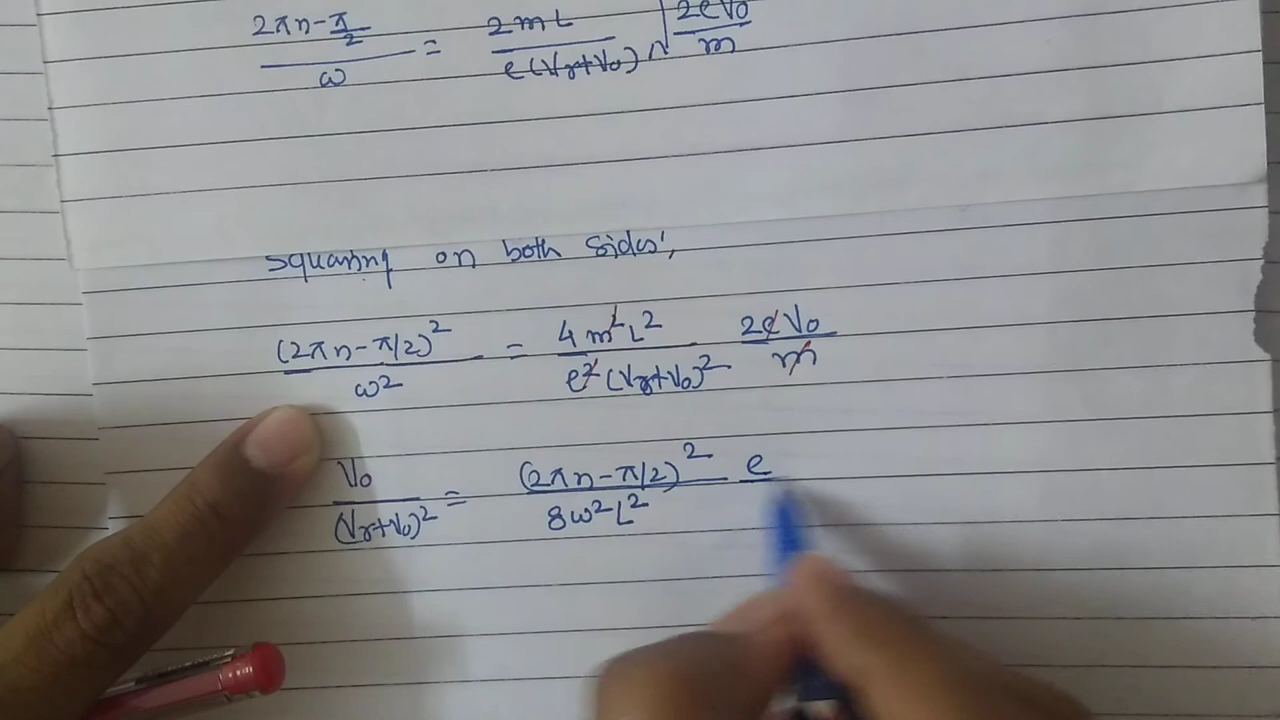 (2πn-π/2)/ω = 2mL/e(Vr+V0) √(2eV0/m)
Squaring on both sides,
(2πn-π/2)²/ω² = 4m²L²/e²(Vr+V0)² 2eV0/m
V0/(Vr+V0)² = (2πn-π/2)²/8ω²L² e